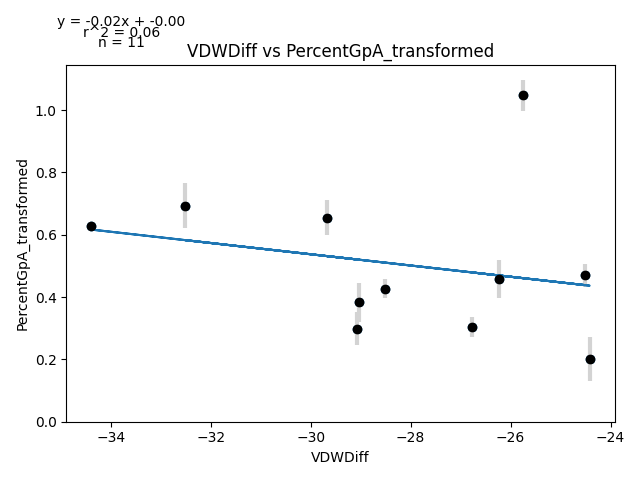 y = -0.02x + -0.00
r^2 = 0.06
n = 11
VDWDiff vs PercentGpA_transformed
PercentGpA_transformed
1.0
0.8
0.6
0.4
0.2
0.0
−34
−32
−30
−28
−26
−24
VDWDiff